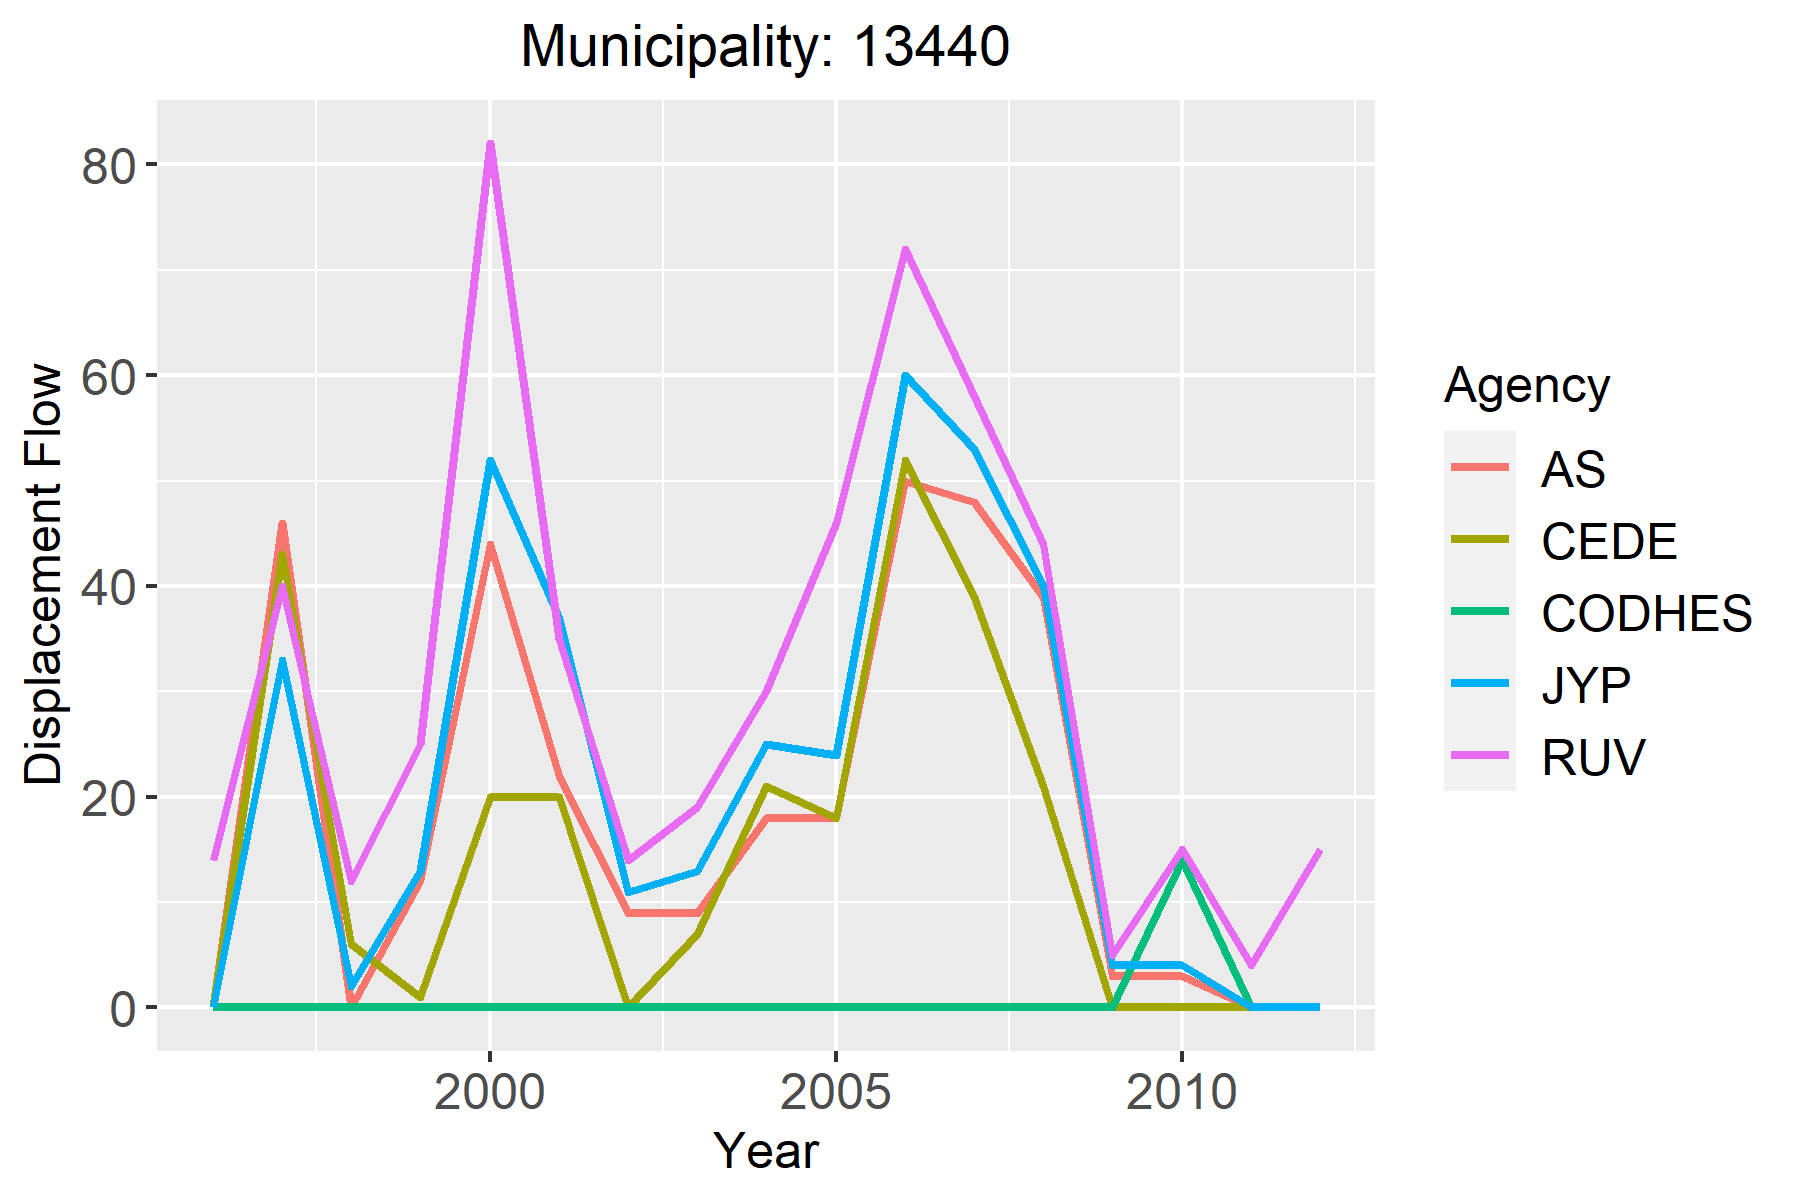 Municipality: 13440
80
60
40
20
0
Displacement Flow
2000
2005
2010
Year
Agency
AS
CEDE
CODHES
JYP
RUV